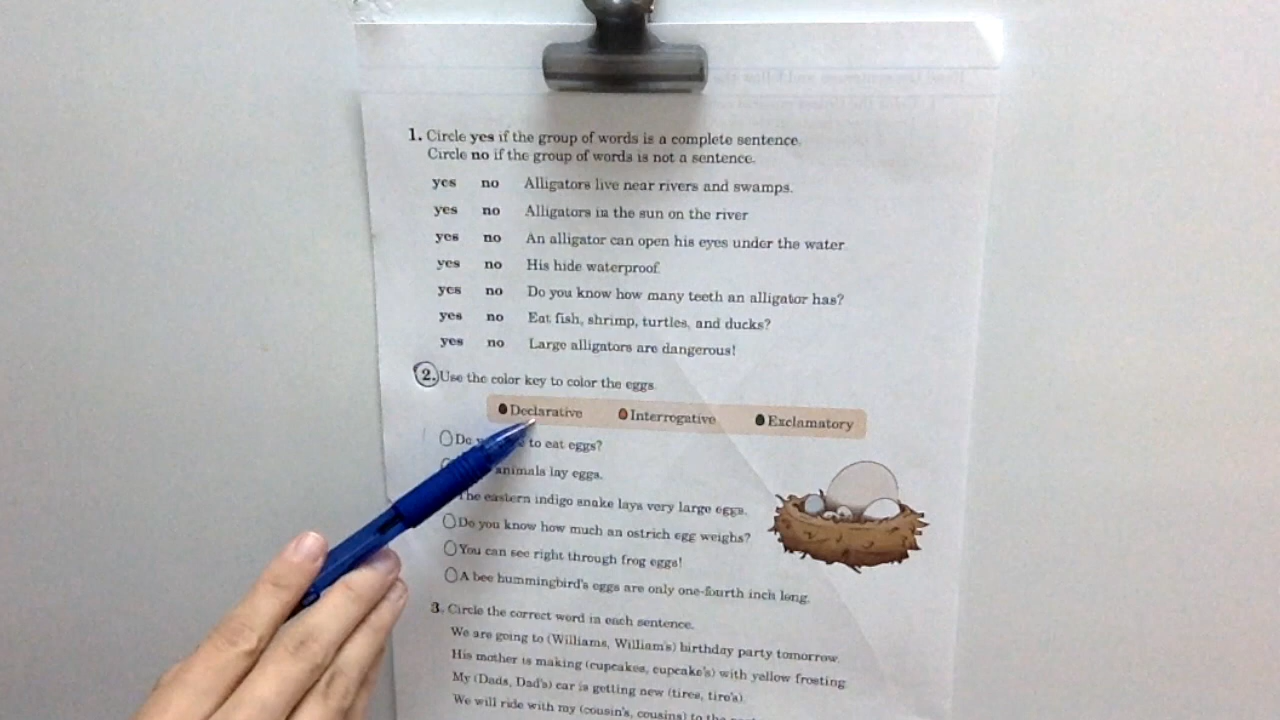 1. Circle yes if the group of words is a complete sentence.
Circle no if the group of words is not a sentence.
yes no Alligators live near rivers and swamps.
yes no Alligators in the sun on the river
yes no An alligator can open his eyes under the water.
yes no His hide waterproof.
yes no Do you know how many teeth an alligator has?
yes no Eat fish, shrimp, turtles, and ducks?
yes no Large alligators are dangerous!
2. Use the color key to color the eggs.
Declarative Interrogative Exclamatory
Do to eat eggs?
animals lay eggs.
The eastern indigo snake lays very large eggs.
Do you know how much an ostrich egg weighs?
You can see right through frog eggs!
A bee hummingbird's eggs are only one-fourth inch long.
3. Circle the correct word in each sentence.
We are going to (Williams, William's) birthday party tomorrow.
His mother is making (cupcakes, cupcake's) with yellow frosting.
My (Dads, Dad's) car is getting new (tires, tire's).
We will ride with my (cousin's, cousins) to the